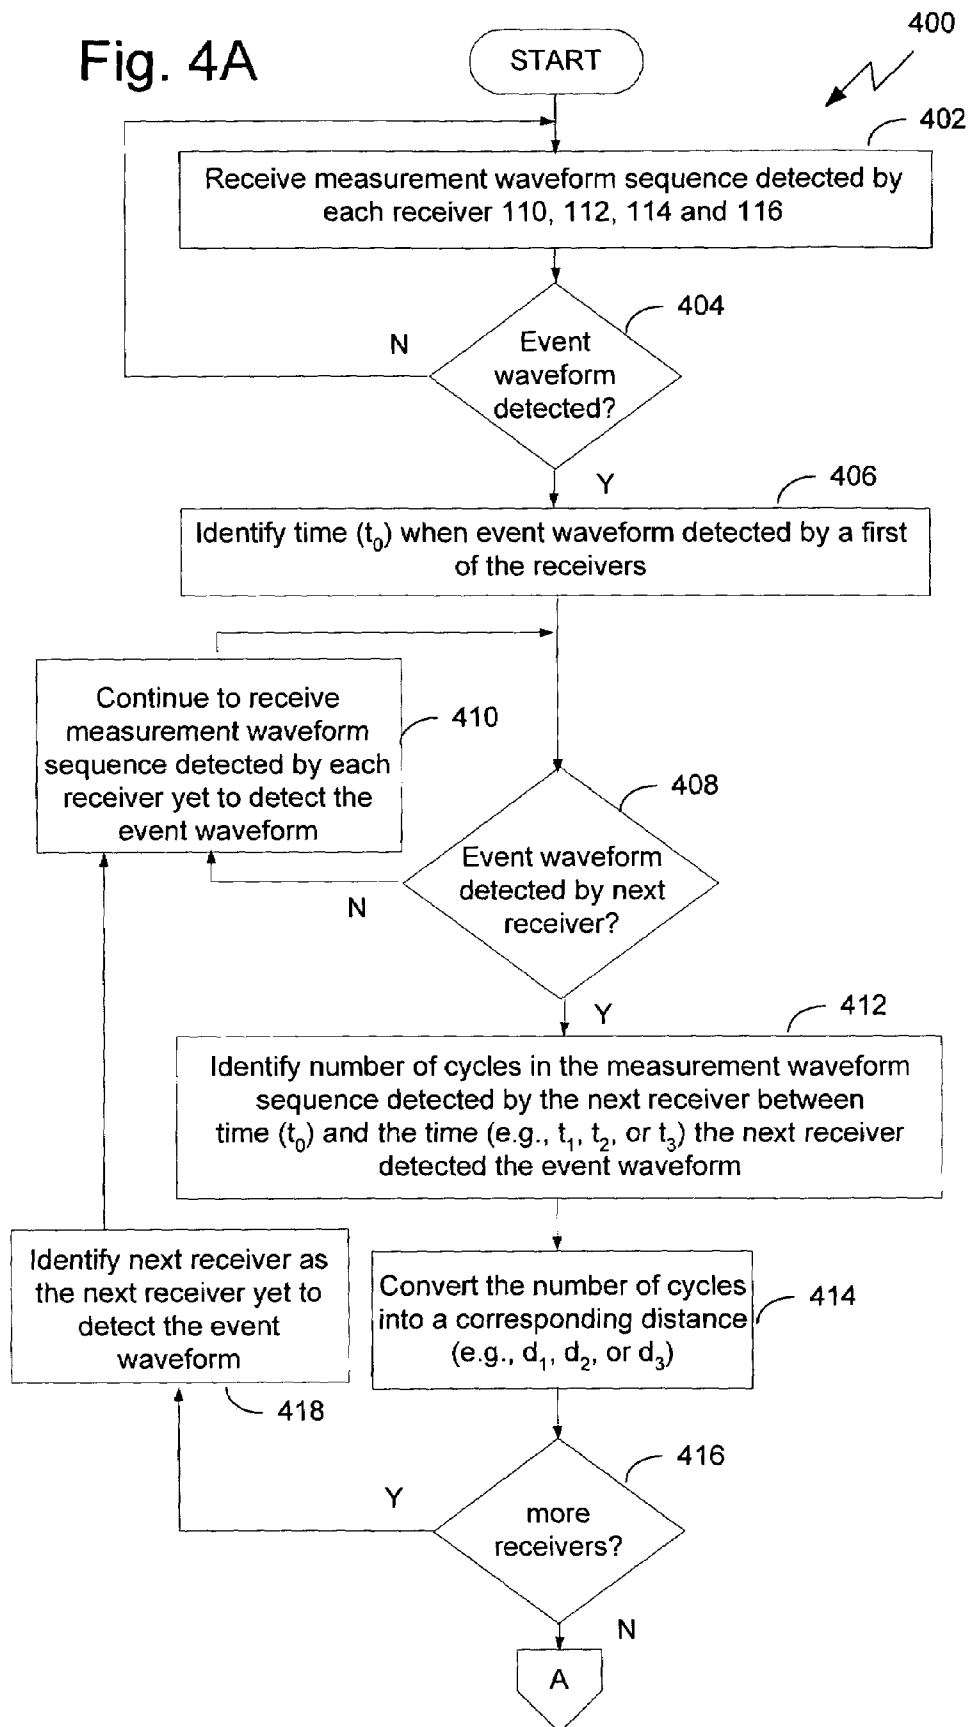 Fig. 4A
400
START
402
Receive measurement waveform sequence detected by
each receiver 110, 112, 114 and 116
404
Event
waveform
detected?
N
Y
406
Identify time (t₀) when event waveform detected by a first
of the receivers
Continue to receive
measurement waveform
sequence detected by each
receiver yet to detect the
event waveform
410
408
Event waveform
detected by next
receiver?
N
Y
412
Identify number of cycles in the measurement waveform
sequence detected by the next receiver between
time (t₀) and the time (e.g., t₁, t₂, or t₃) the next receiver
detected the event waveform
Identify next receiver as
the next receiver yet to
detect the event
waveform
418
Convert the number of cycles
into a corresponding distance
(e.g., d₁, d₂, or d₃)
414
416
more
receivers?
Y
N
A